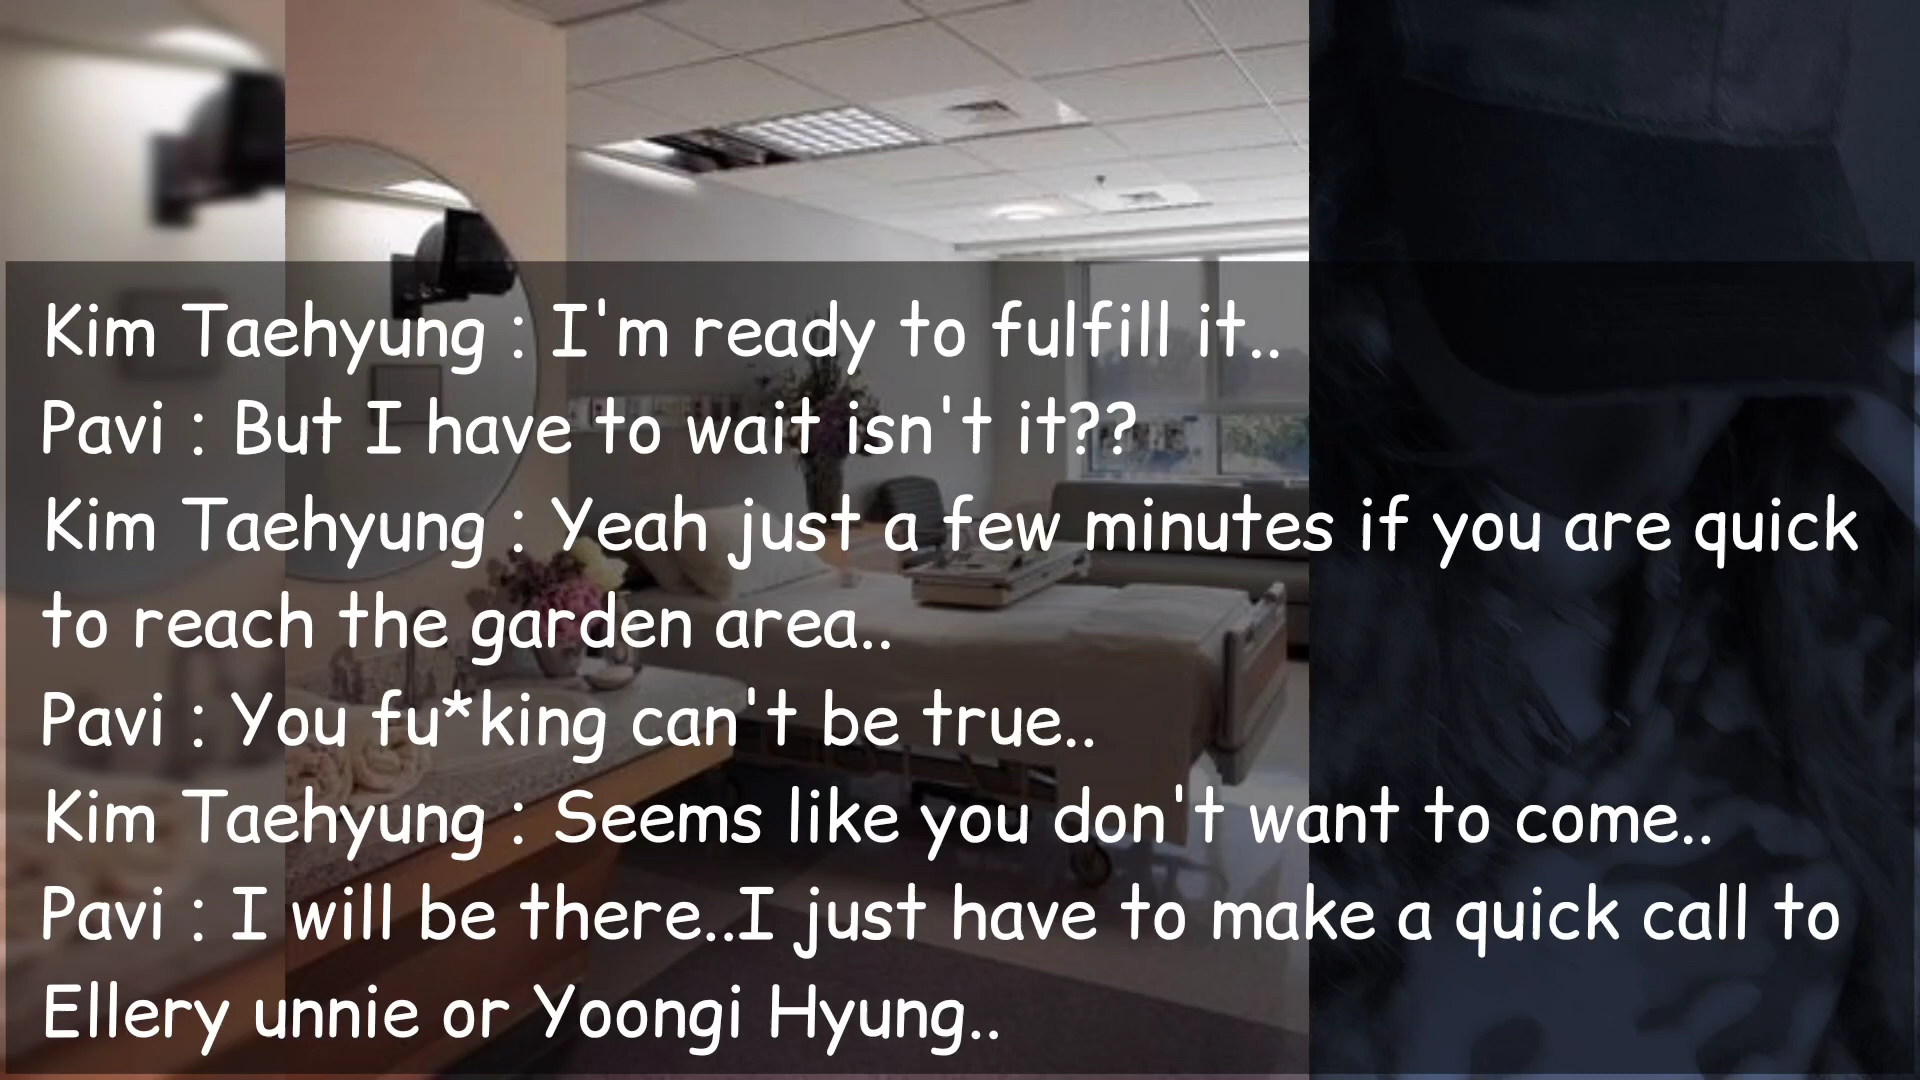 Kim Taehyung : I'm ready to fulfill it..
Pavi : But I have to wait isn't it??
Kim Taehyung : Yeah just a few minutes if you are quick
to reach the garden area..
Pavi : You fu*king can't be true..
Kim Taehyung : Seems like you don't want to come..
Pavi : I will be there..I just have to make a quick call to
Ellery unnie or Yoongi Hyung..